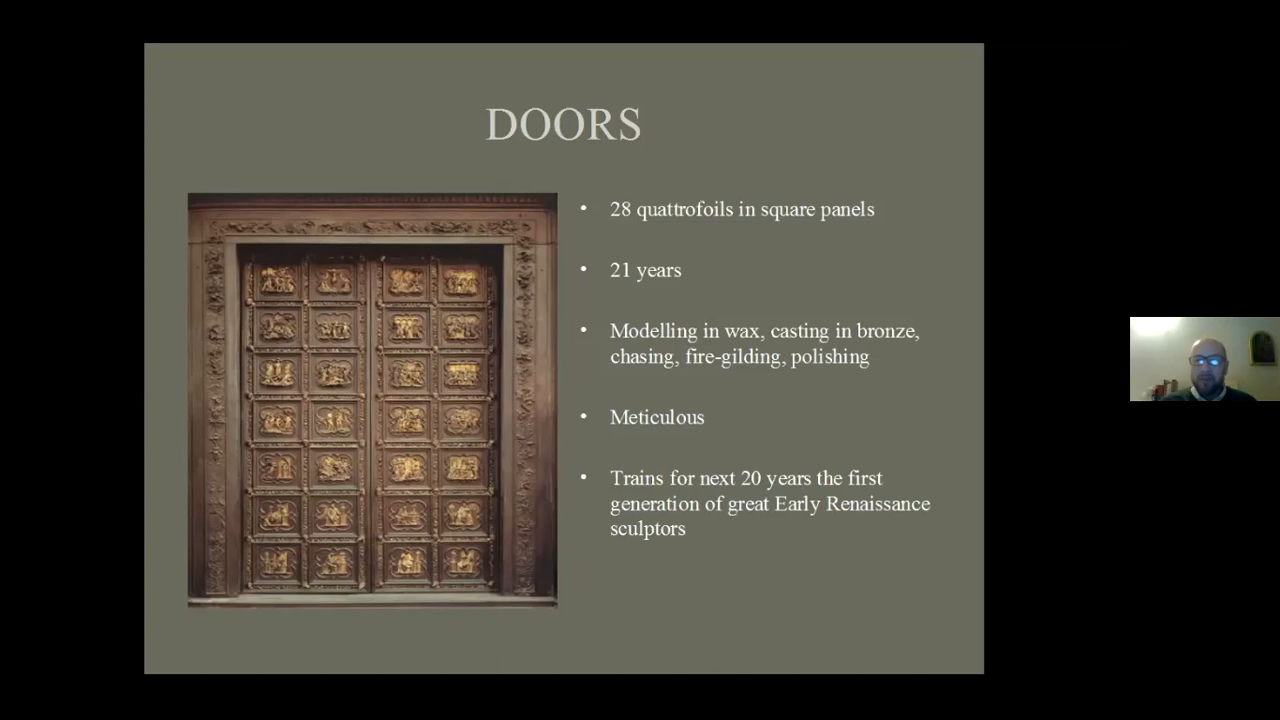 DOORS
• 28 quattrofoils in square panels
• 21 years
• Modelling in wax, casting in bronze,
chasing, fire-gilding, polishing
• Meticulous
• Trains for next 20 years the first
generation of great Early Renaissance
sculptors